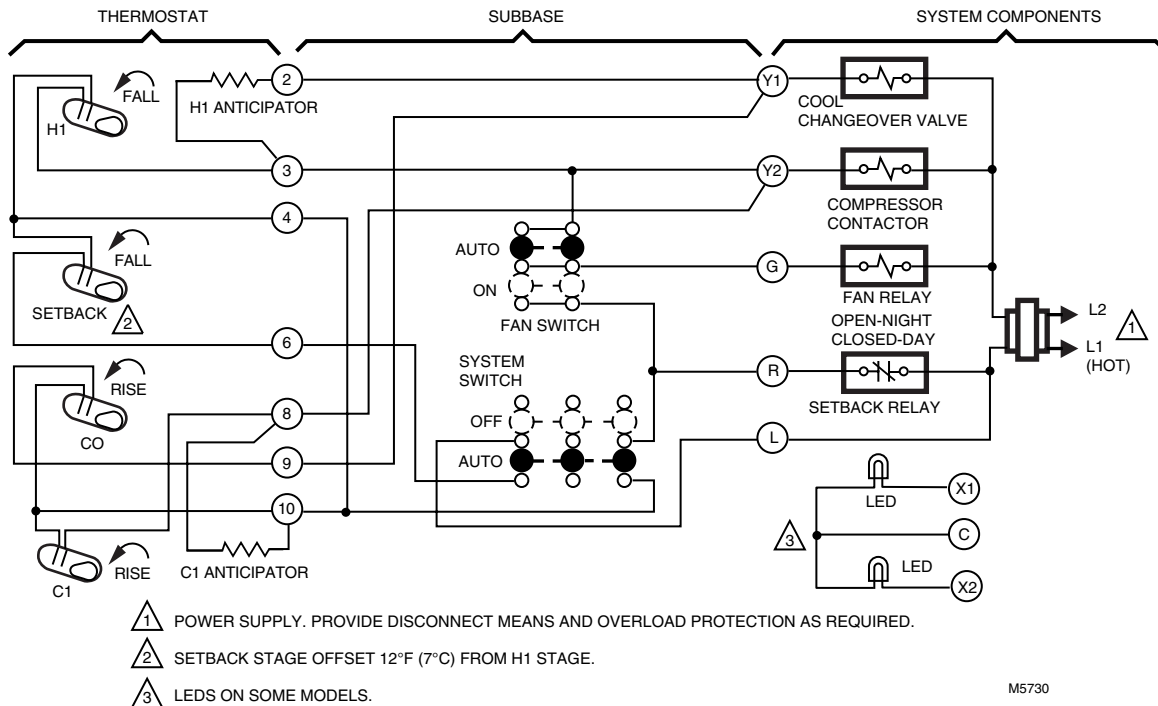 THERMOSTAT
SUBBASE
SYSTEM COMPONENTS
FALL
H1
H1 ANTICIPATOR
2
Y1
COOL
CHANGEOVER VALVE
3
Y2
COMPRESSOR
CONTACTOR
4
FALL
SETBACK
2
AUTO
ON
FAN SWITCH
G
FAN RELAY
OPEN-NIGHT
CLOSED-DAY
L2
L1
(HOT)
1
6
SYSTEM
SWITCH
R
SETBACK RELAY
RISE
CO
8
OFF
L
9
AUTO
LED
X1
10
3
C
RISE
C1
C1 ANTICIPATOR
LED
X2
1 POWER SUPPLY. PROVIDE DISCONNECT MEANS AND OVERLOAD PROTECTION AS REQUIRED.
2 SETBACK STAGE OFFSET 12°F (7°C) FROM H1 STAGE.
3 LEDS ON SOME MODELS.
M5730